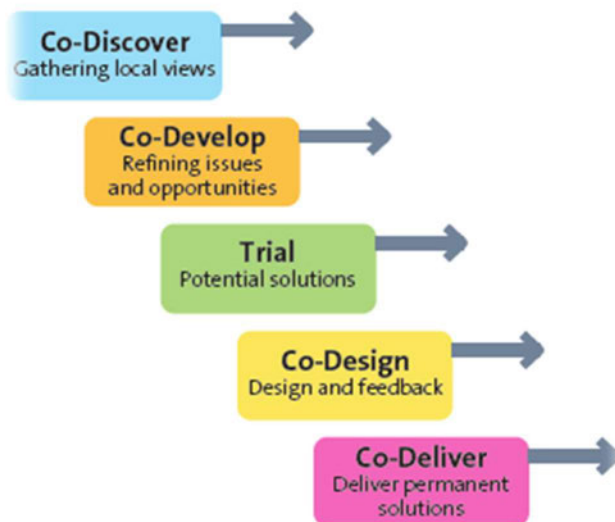 Co-Discover
Gathering local views
Co-Develop
Refining issues
and opportunities
Trial
Potential solutions
Co-Design
Design and feedback
Co-Deliver
Deliver permanent
solutions